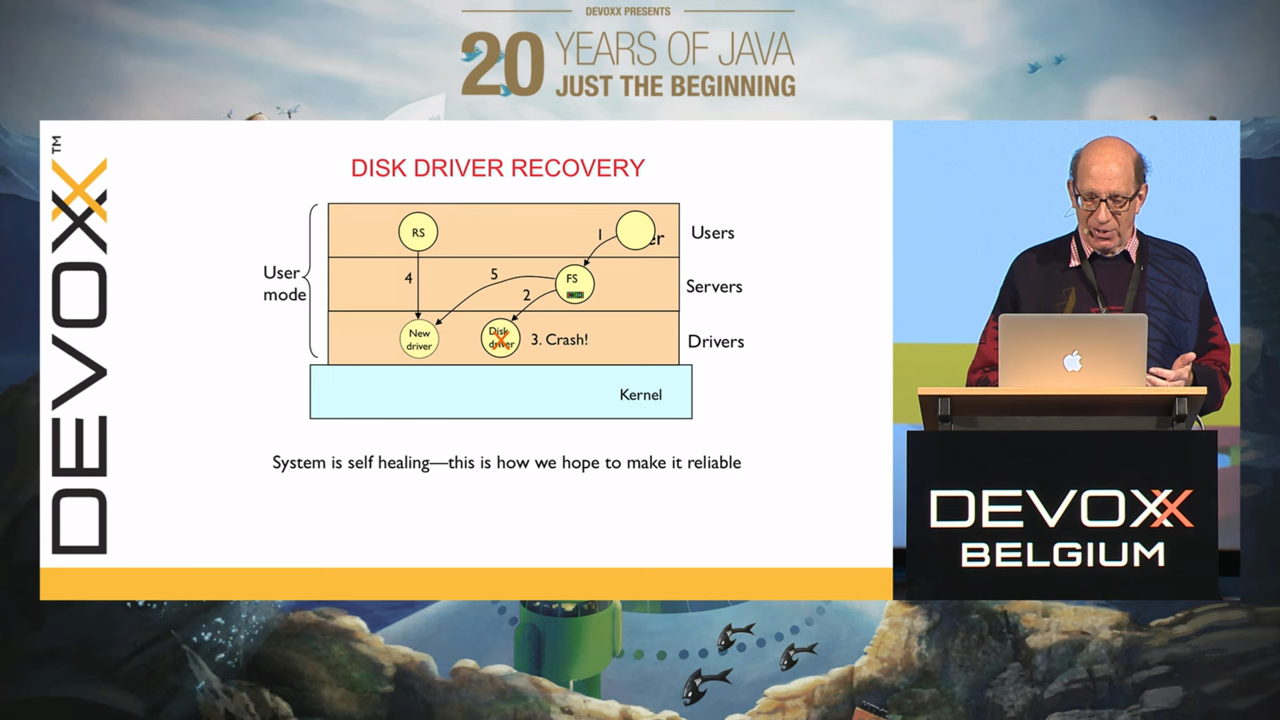 DEVOXX PRESENTS
20 YEARS OF JAVA
JUST THE BEGINNING
DEVOXX™
DISK DRIVER RECOVERY
RS
1
er
Users
User
mode
4
5
FS
2
Servers
New
driver
Disk
driver
3. Crash!
Drivers
Kernel
System is self healing—this is how we hope to make it reliable
DEVOXX
BELGIUM